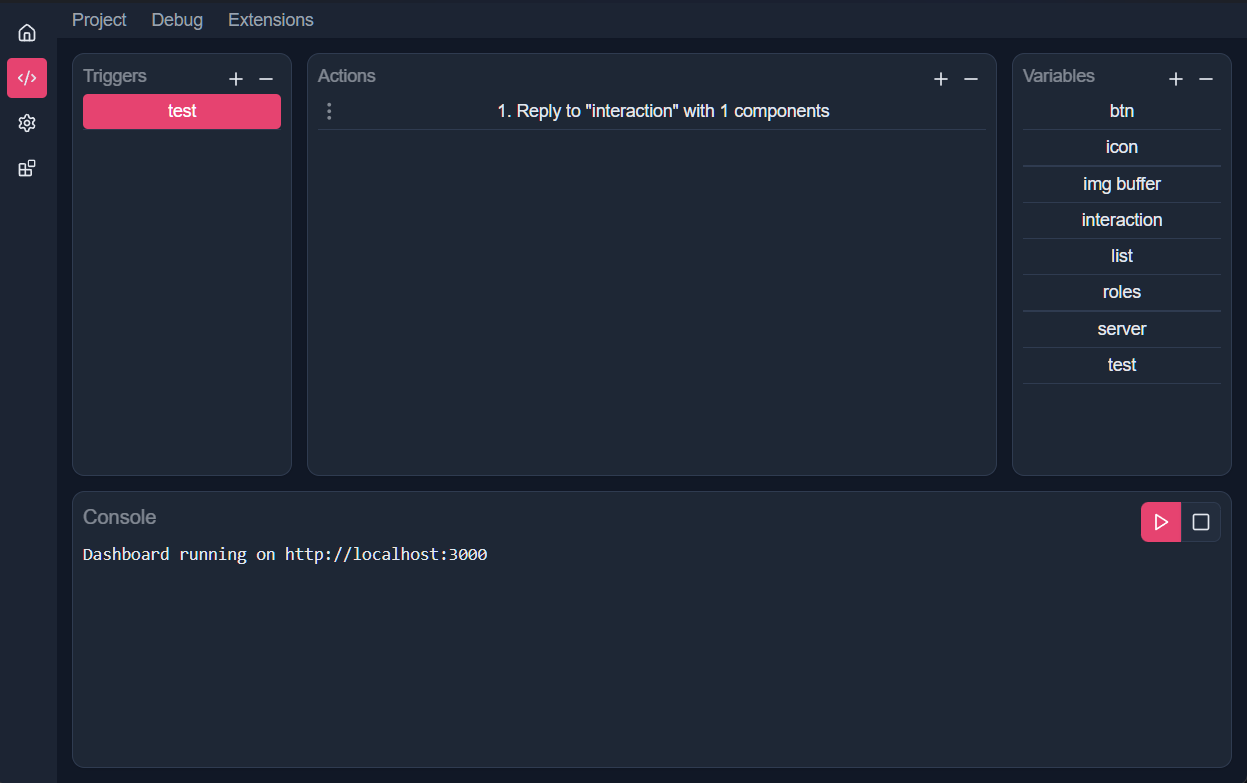 Project Debug Extensions
Triggers
test
Actions
1. Reply to "interaction" with 1 components
Variables
btn
icon
img buffer
interaction
list
roles
server
test
Console
Dashboard running on http://localhost:3000